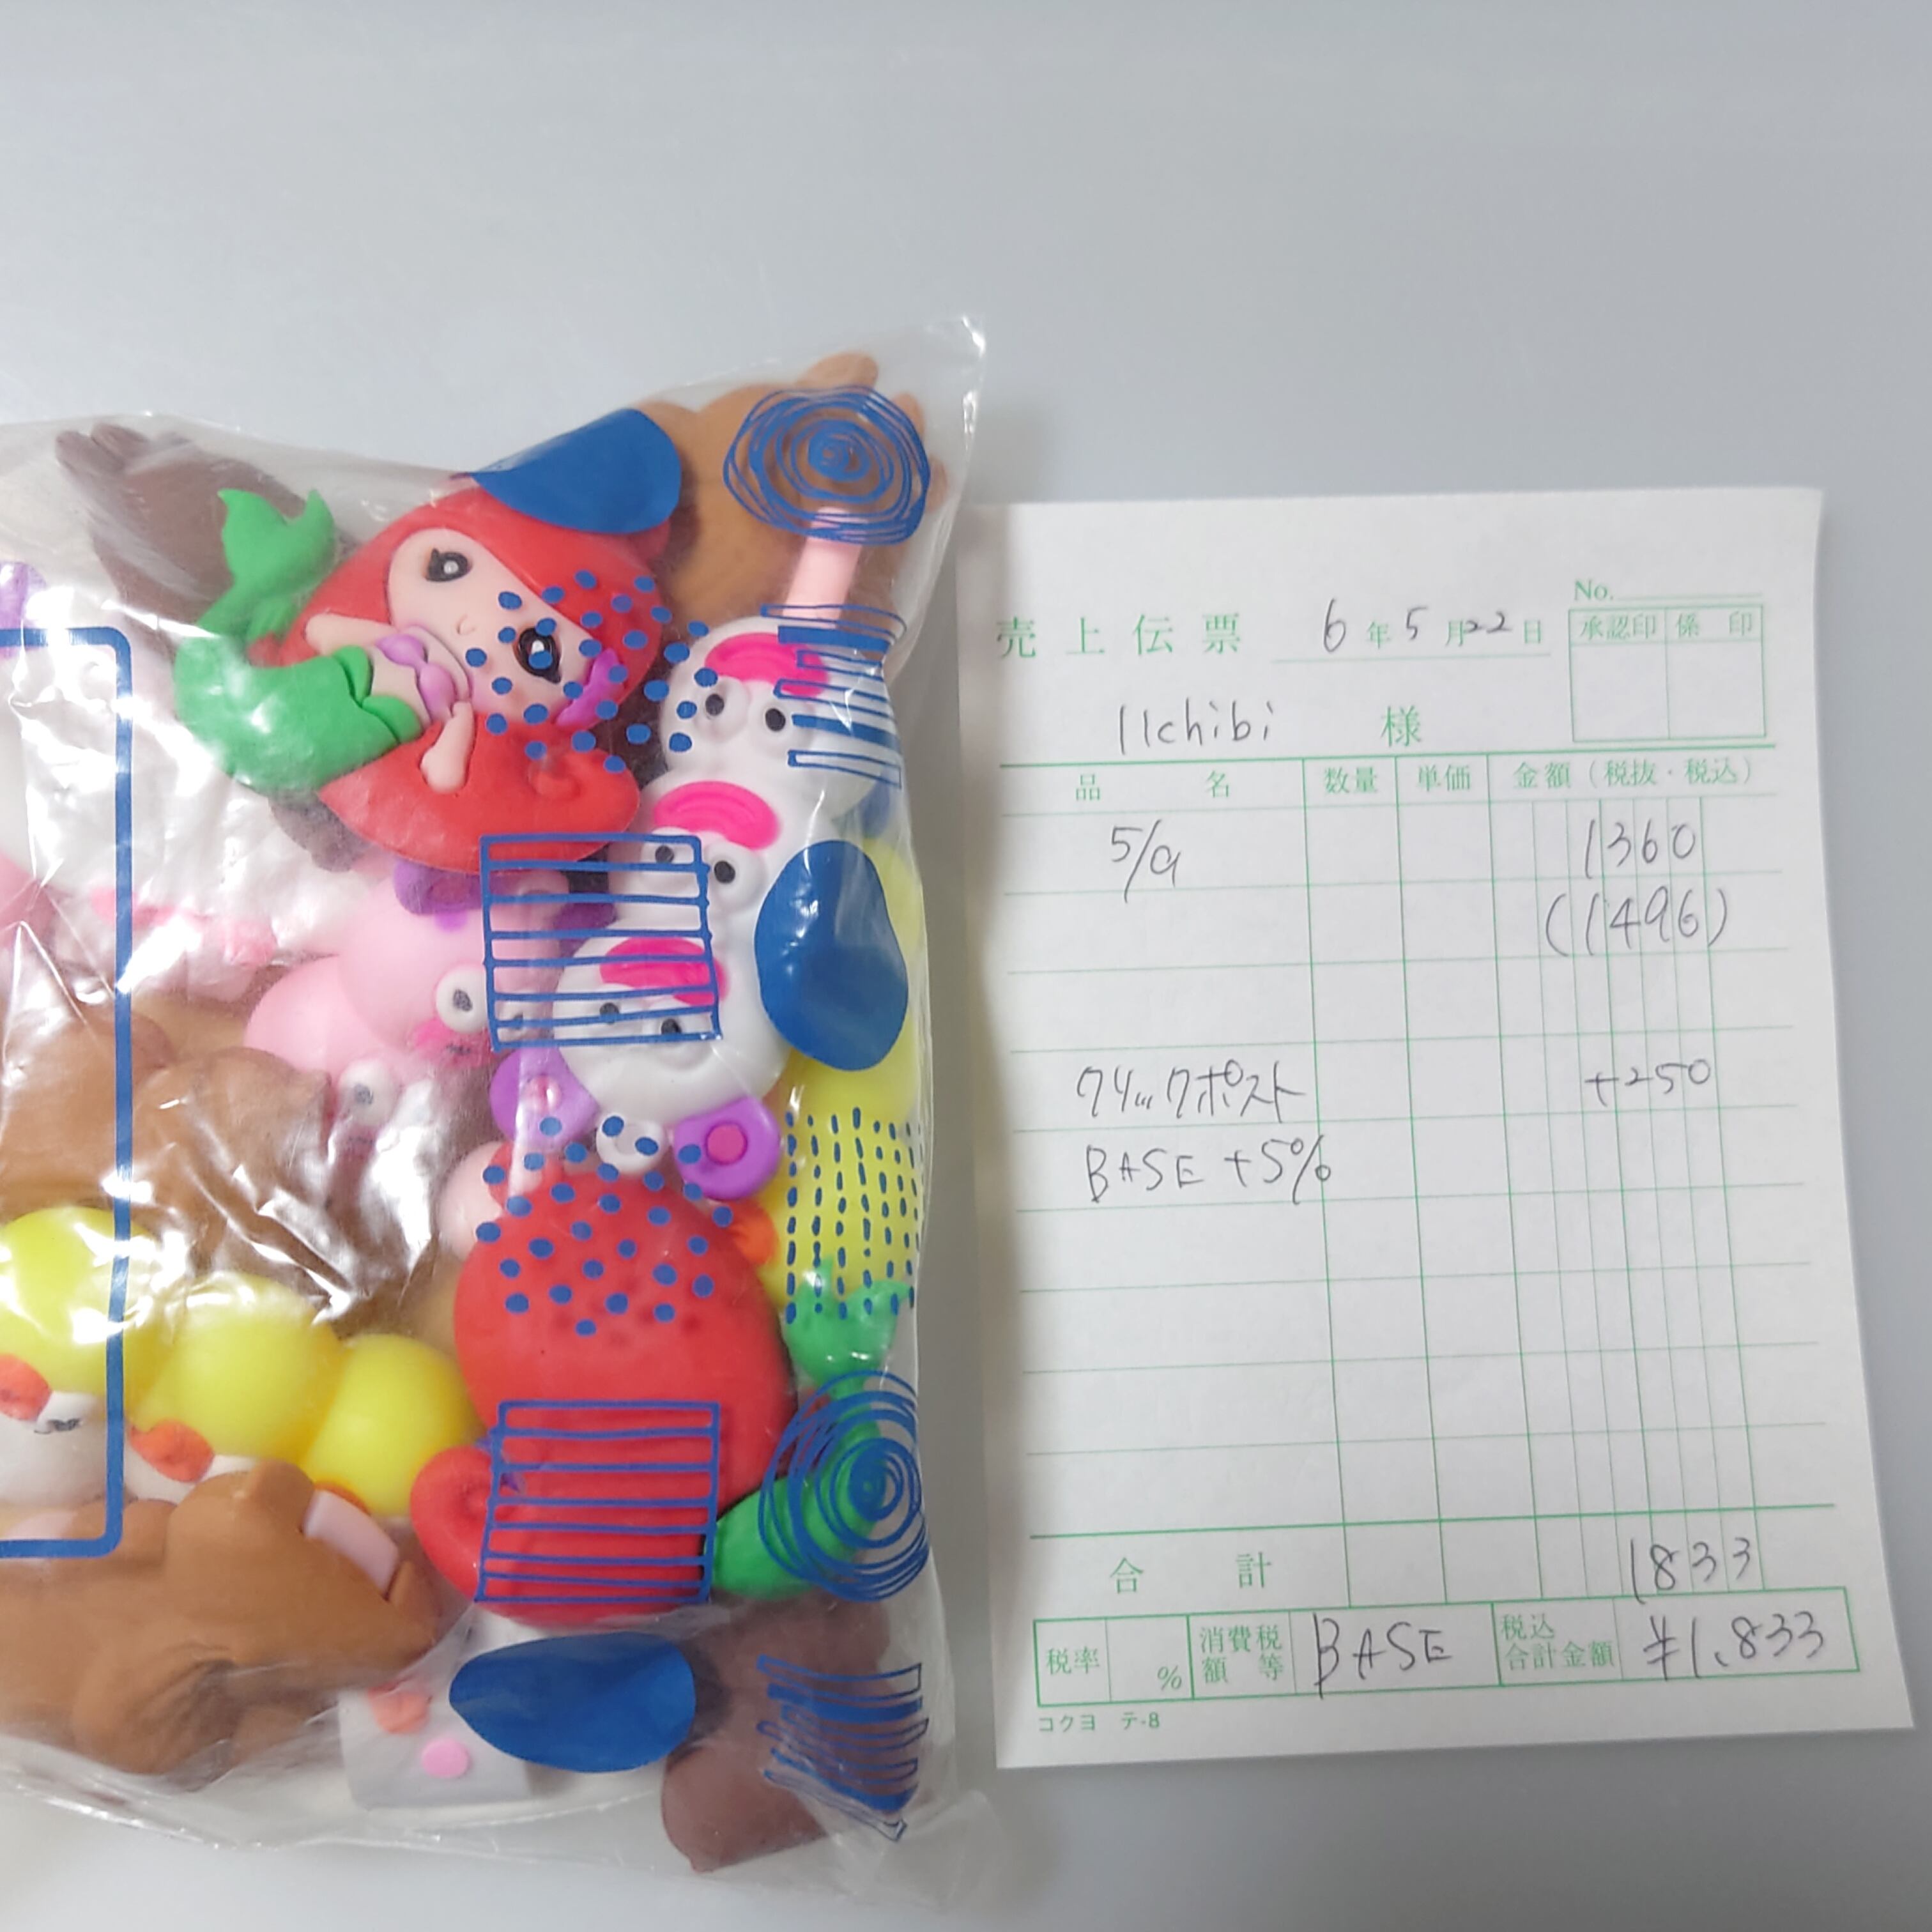 No.
売上伝票 6年5月22日
承認印 係印
11chibi 様
品名 数量 単価 金額(税抜・税込)
5/9 1360
(1496)
クリックポスト +250
BASE +5%
合計 1833
税率 % 消費税額等 BASE 税込合計金額 ¥1,833
コクヨ テ-8